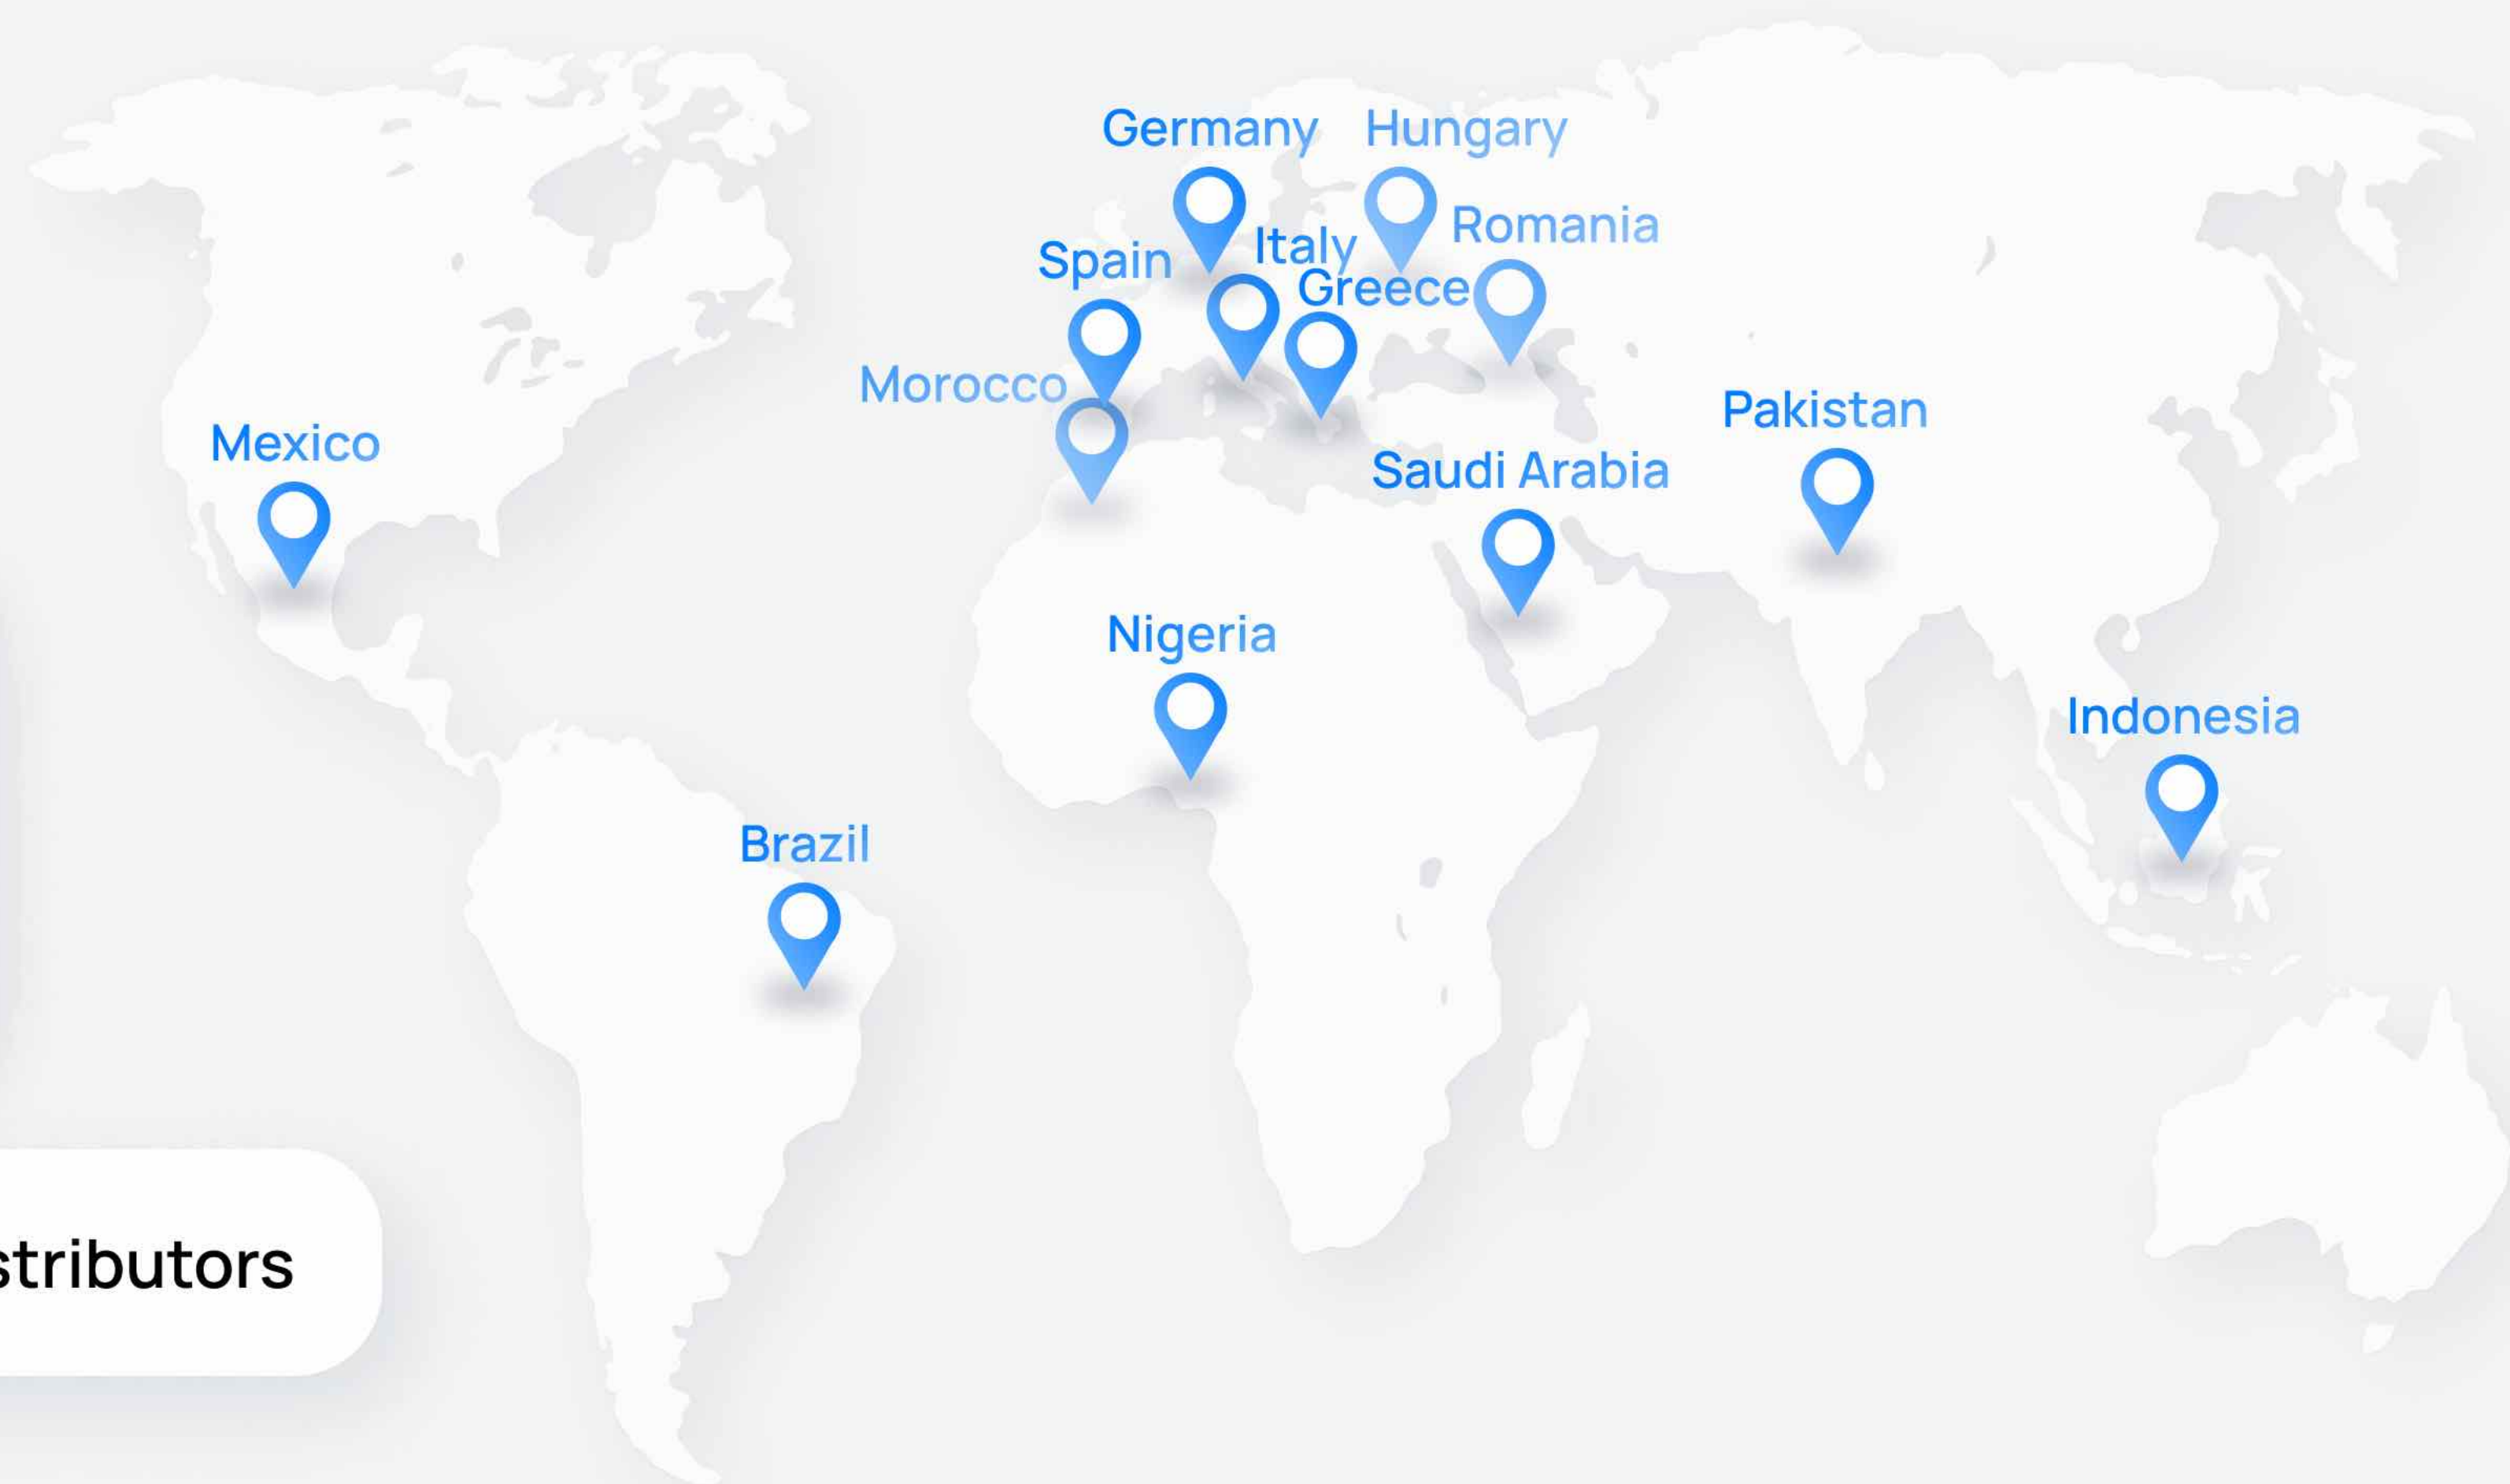 Germany
Hungary
Romania
Italy
Spain
Greece
Morocco
Pakistan
Mexico
Saudi Arabia
Nigeria
Indonesia
Brazil
stributors